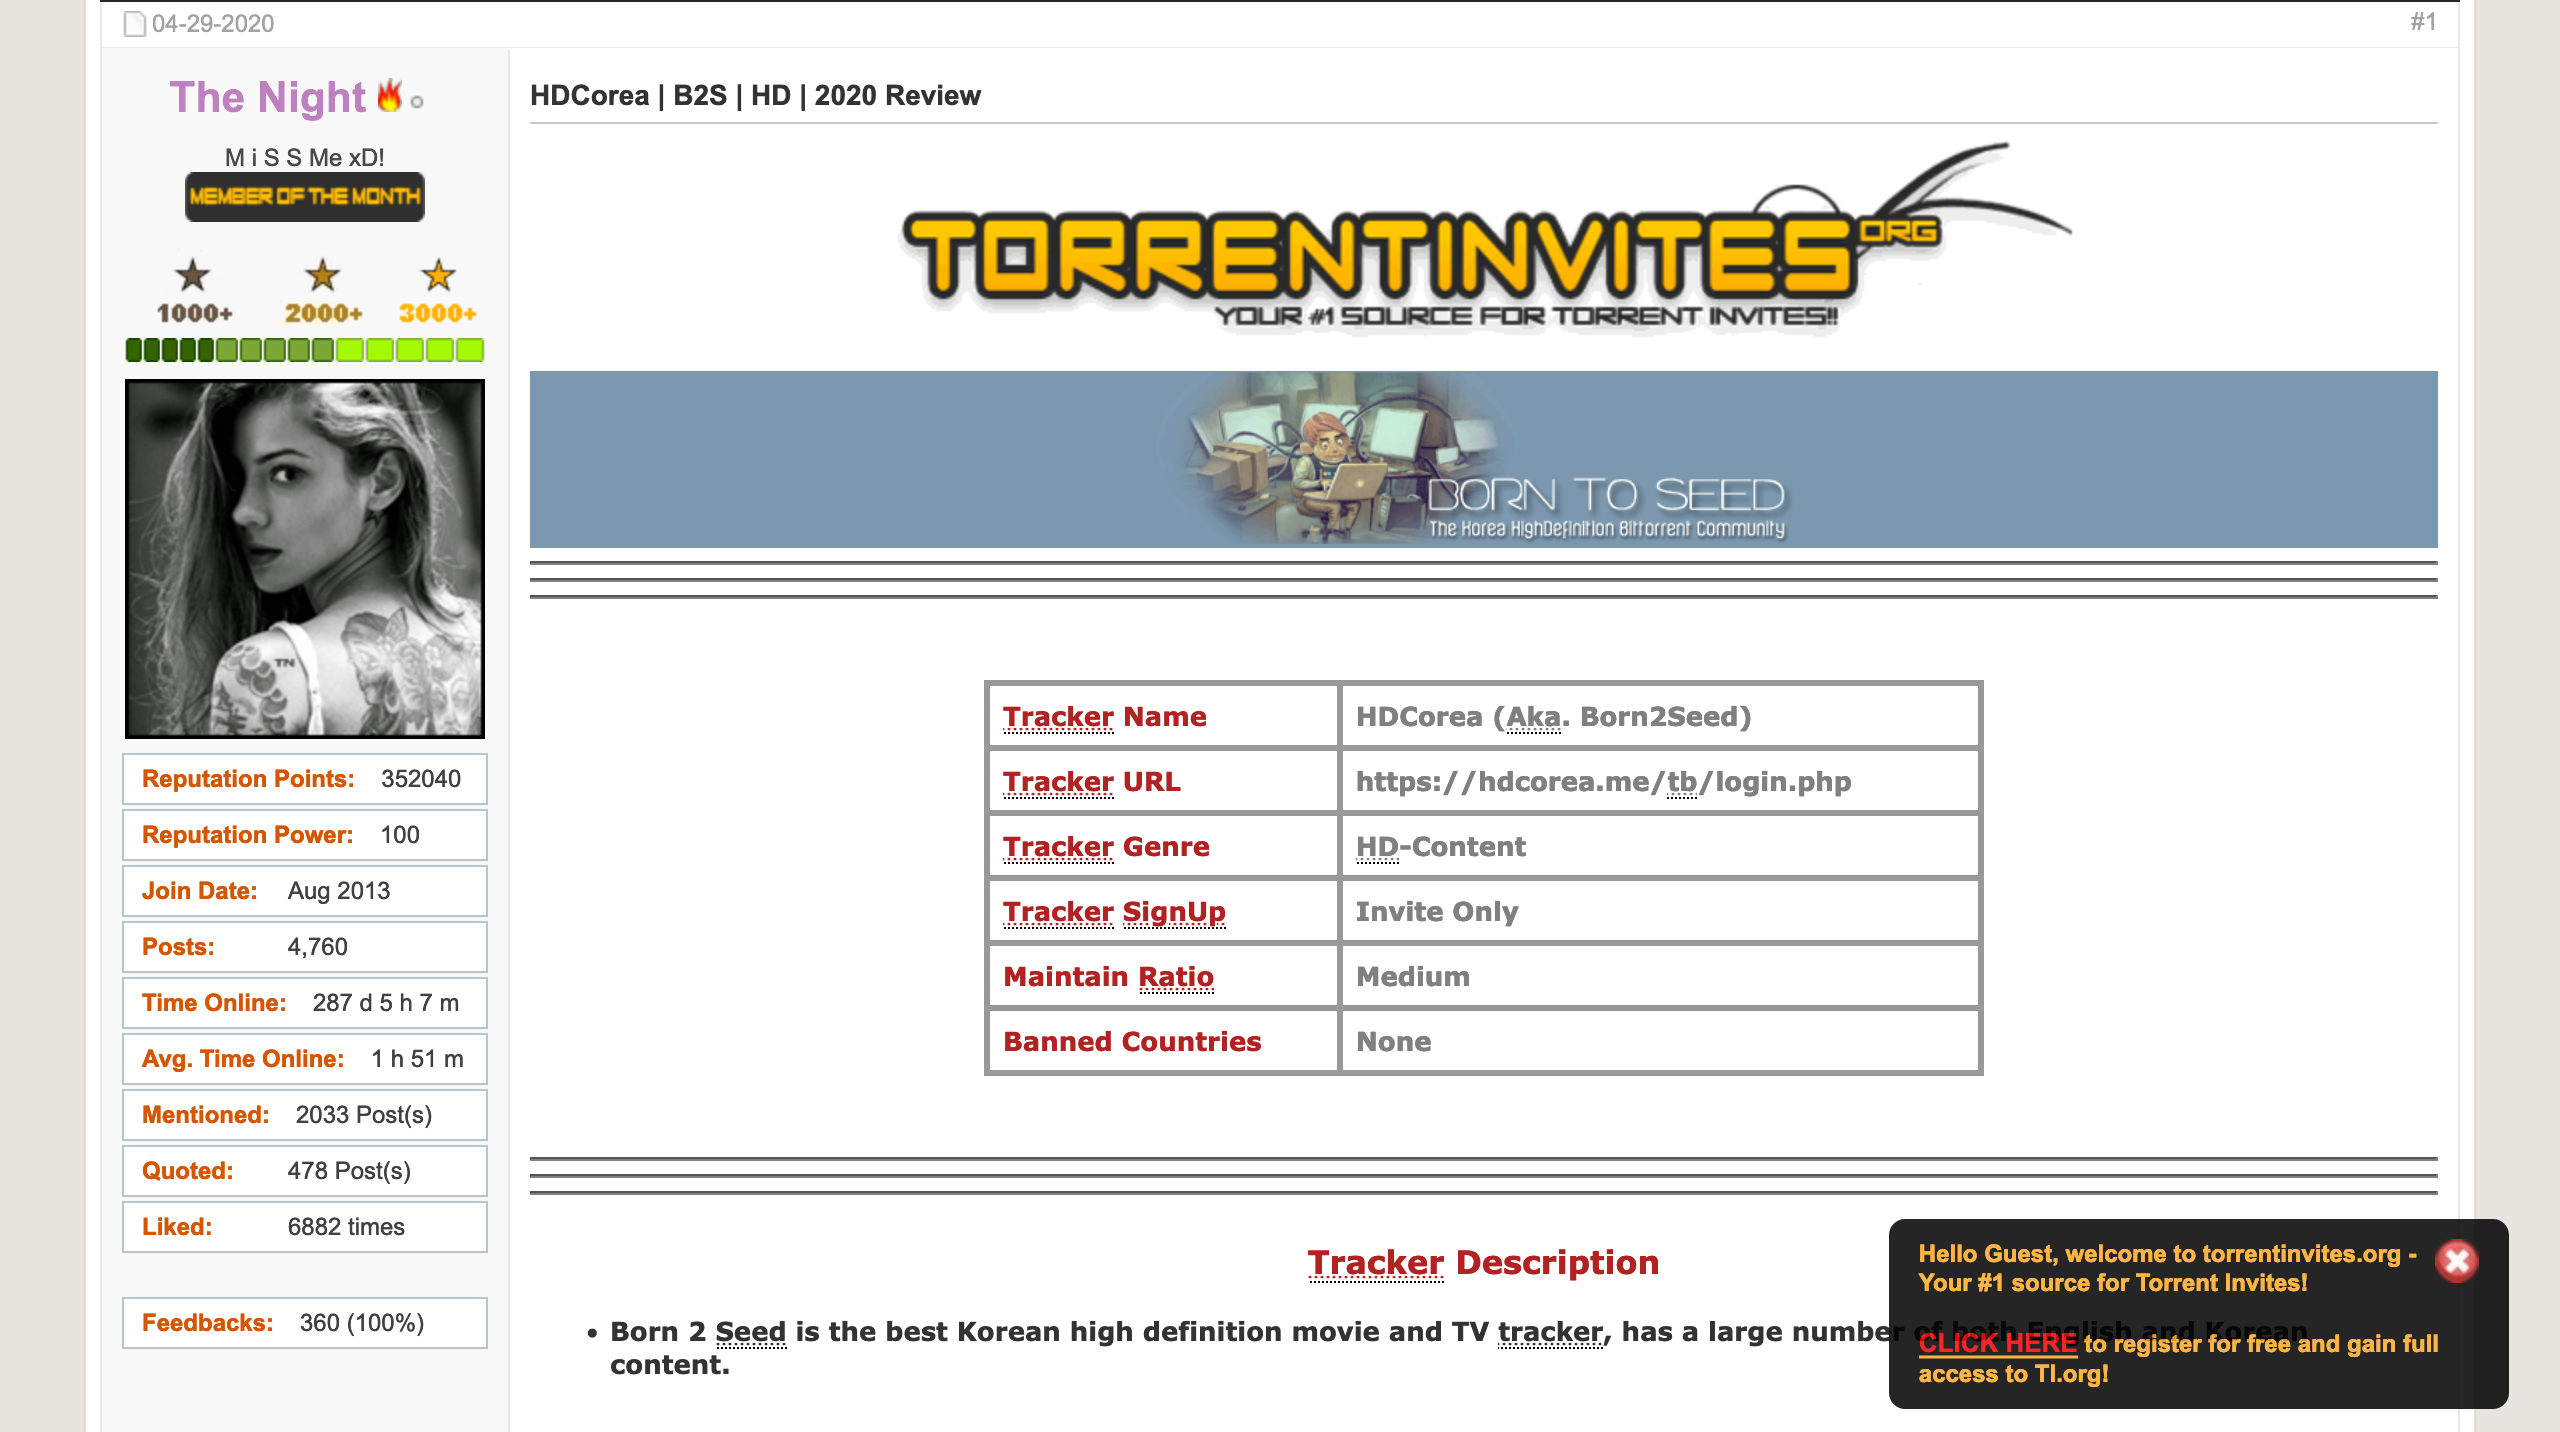 04-29-2020
#1
The Night
M i S S Me xD!
MEMBER OF THE MONTH
1000+ 2000+ 3000+
TN
Reputation Points: 352040
Reputation Power: 100
Join Date: Aug 2013
Posts: 4,760
Time Online: 287 d 5 h 7 m
Avg. Time Online: 1 h 51 m
Mentioned: 2033 Post(s)
Quoted: 478 Post(s)
Liked: 6882 times
Feedbacks: 360 (100%)
HDCorea | B2S | HD | 2020 Review
TORRENTINVITES.ORG
YOUR #1 SOURCE FOR TORRENT INVITES!!
BORN TO SEED
The Korea HighDefinition Bittorrent Community
Tracker Name HDCorea (Aka. Born2Seed)
Tracker URL https://hdcorea.me/tb/login.php
Tracker Genre HD-Content
Tracker SignUp Invite Only
Maintain Ratio Medium
Banned Countries None
Tracker Description
• Born 2 Seed is the best Korean high definition movie and TV tracker, has a large number of both English and Korean
content.
Hello Guest, welcome to torrentinvites.org -
Your #1 source for Torrent Invites!
CLICK HERE to register for free and gain full
access to TI.org!